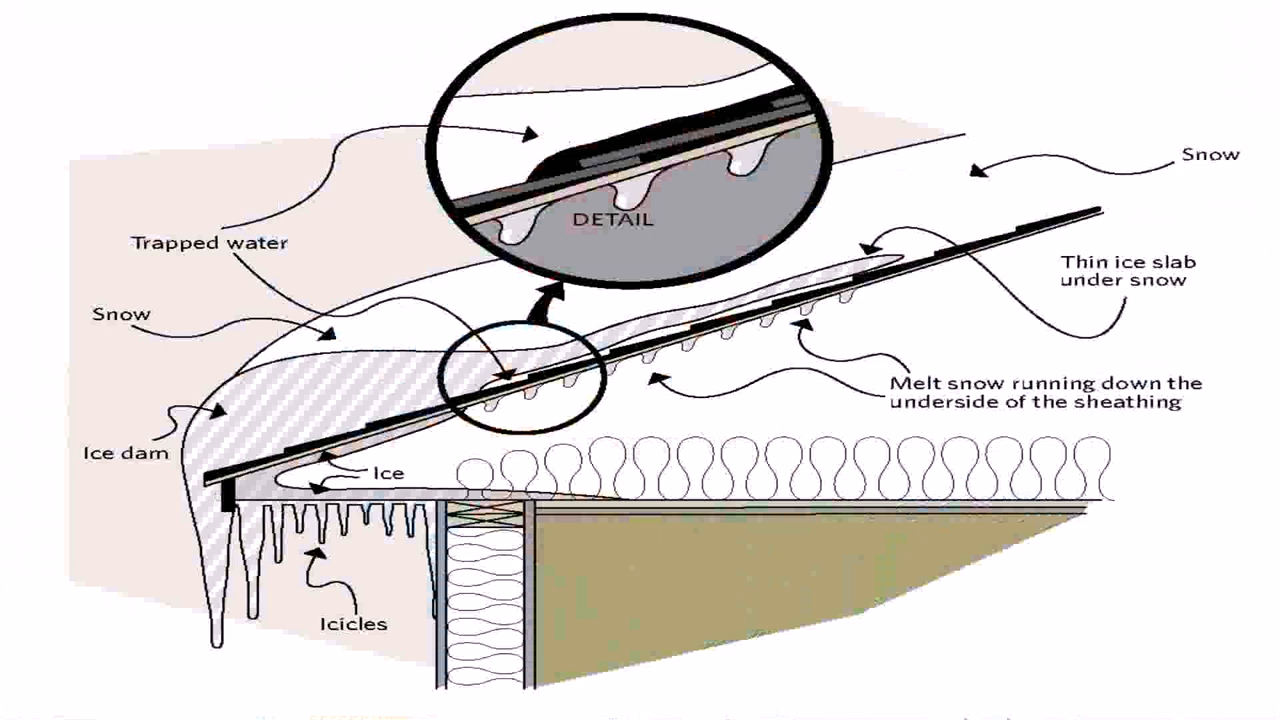 DETAIL
Snow
Trapped water
Thin ice slab
under snow
Snow
Melt snow running down the
underside of the sheathing
Ice dam
Ice
Icicles